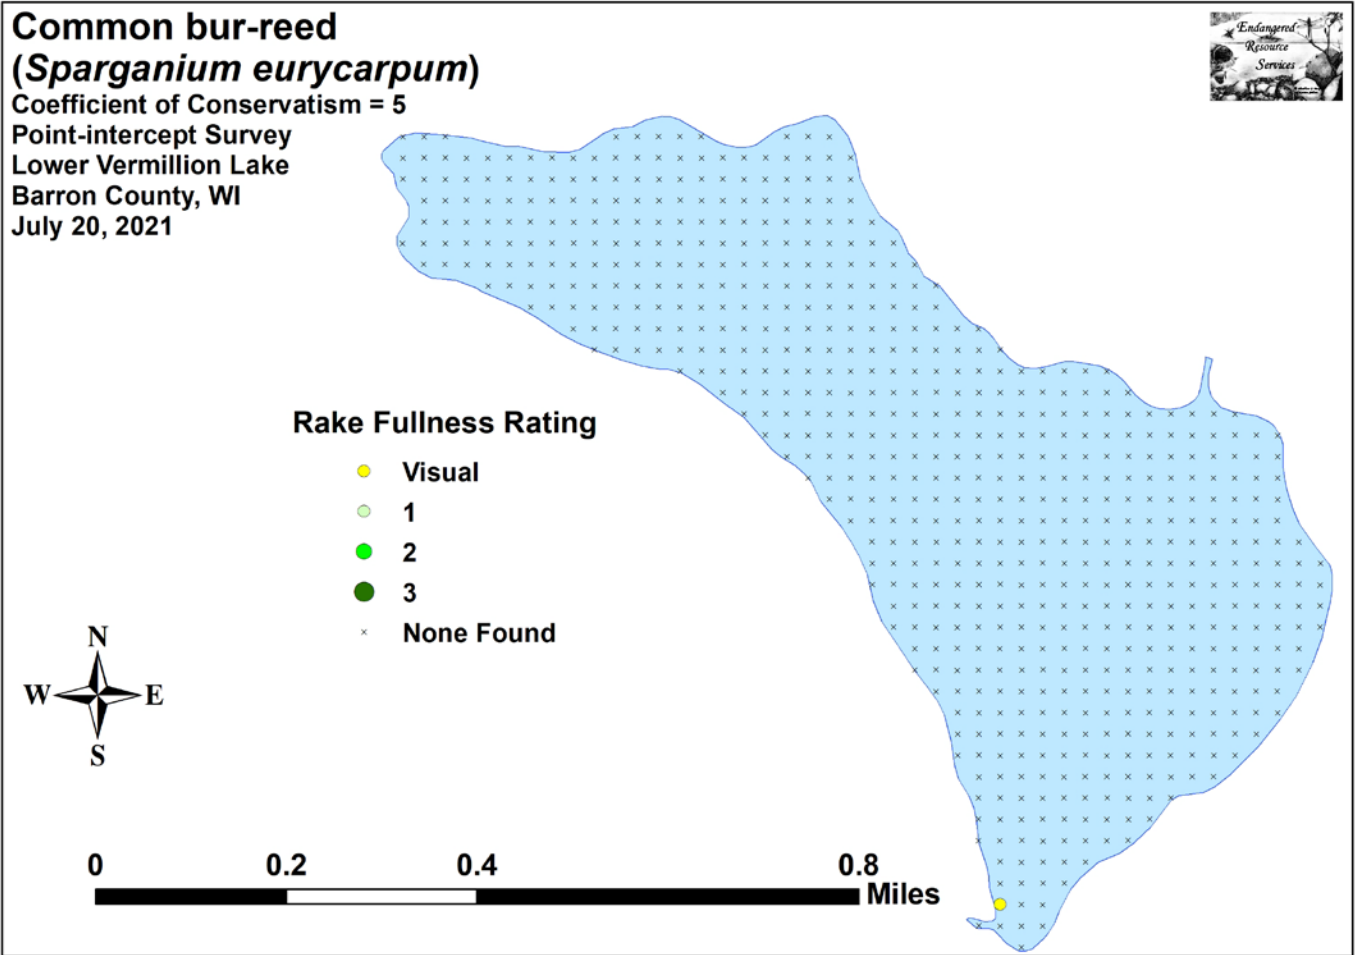 Common bur-reed
(Sparganium eurycarpum)
Coefficient of Conservatism = 5
Point-intercept Survey
Lower Vermillion Lake
Barron County, WI
July 20, 2021
Endangered
Resource
Services
Rake Fullness Rating
Visual
1
2
3
None Found
N
W E
S
0 0.2 0.4 0.8
Miles